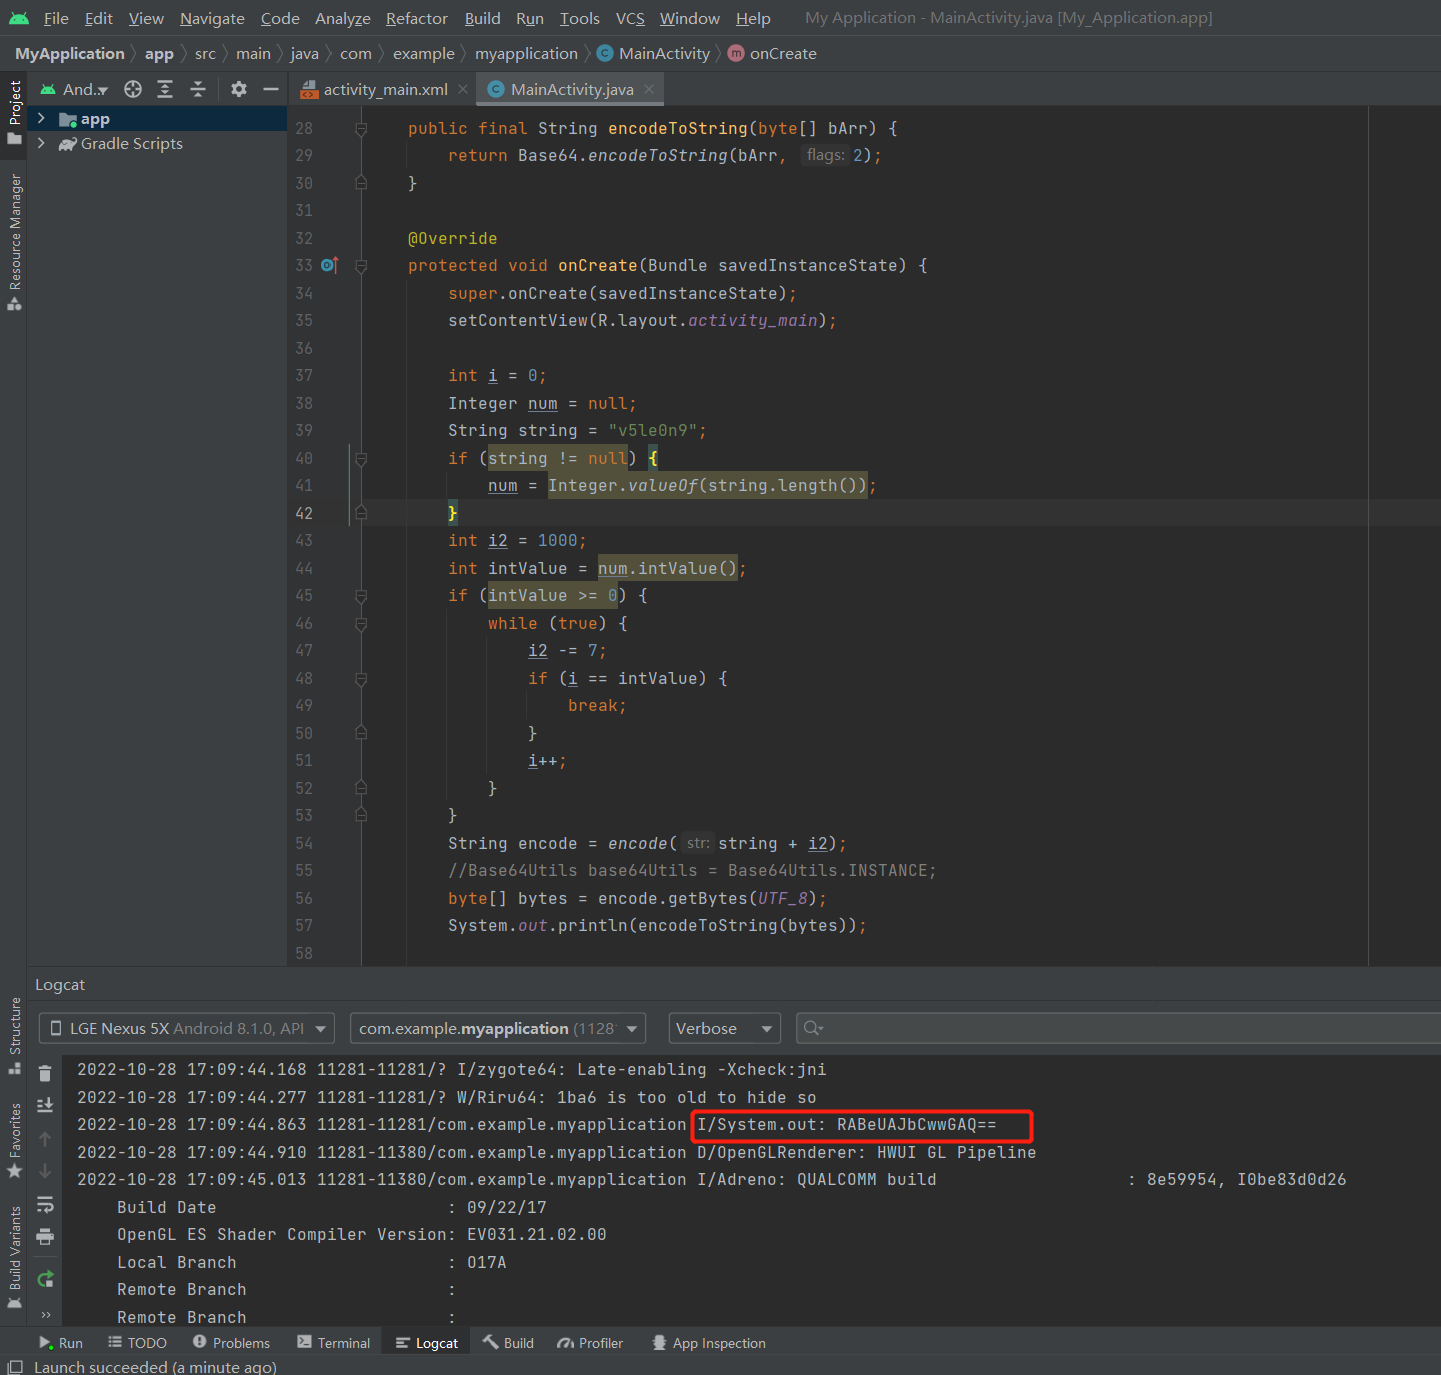 File Edit View Navigate Code Analyze Refactor Build Run Tools VCS Window Help My Application - MainActivity.java [My_Application.app]
MyApplication app src main java com example myapplication MainActivity onCreate
Project
And... activity_main.xml MainActivity.java
app
Gradle Scripts
Resource Manager
28 public final String encodeToString(byte[] bArr) {
29 return Base64.encodeToString(bArr, flags: 2);
30 }
31
32 @Override
33 protected void onCreate(Bundle savedInstanceState) {
34 super.onCreate(savedInstanceState);
35 setContentView(R.layout.activity_main);
36
37 int i = 0;
38 Integer num = null;
39 String string = "v5le0n9";
40 if (string != null) {
41 num = Integer.valueOf(string.length());
42 }
43 int i2 = 1000;
44 int intValue = num.intValue();
45 if (intValue >= 0) {
46 while (true) {
47 i2 -= 7;
48 if (i == intValue) {
49 break;
50 }
51 i++;
52 }
53 }
54 String encode = encode( str: string + i2);
55 //Base64Utils base64Utils = Base64Utils.INSTANCE;
56 byte[] bytes = encode.getBytes(UTF_8);
57 System.out.println(encodeToString(bytes));
58
Logcat
Structure
Favorites
Build Variants
LGE Nexus 5X Android 8.1.0, API com.example.myapplication (1128 Verbose
2022-10-28 17:09:44.168 11281-11281/? I/zygote64: Late-enabling -Xcheck:jni
2022-10-28 17:09:44.277 11281-11281/? W/Riru64: 1ba6 is too old to hide so
2022-10-28 17:09:44.863 11281-11281/com.example.myapplication I/System.out: RABeUAJbCwwGAQ==
2022-10-28 17:09:44.910 11281-11380/com.example.myapplication D/OpenGLRenderer: HWUI GL Pipeline
2022-10-28 17:09:45.013 11281-11380/com.example.myapplication I/Adreno: QUALCOMM build : 8e59954, I0be83d0d26
Build Date : 09/22/17
OpenGL ES Shader Compiler Version: EV031.21.02.00
Local Branch : O17A
Remote Branch :
Remote Branch :
Run TODO Problems Terminal Logcat Build Profiler App Inspection
Launch succeeded (a minute ago)